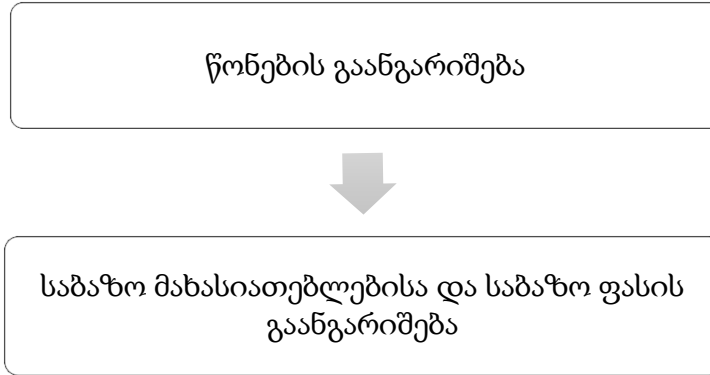 წონების გაანგარიშება
საბაზო მახასიათებლებისა და საბაზო ფასის
გაანგარიშება